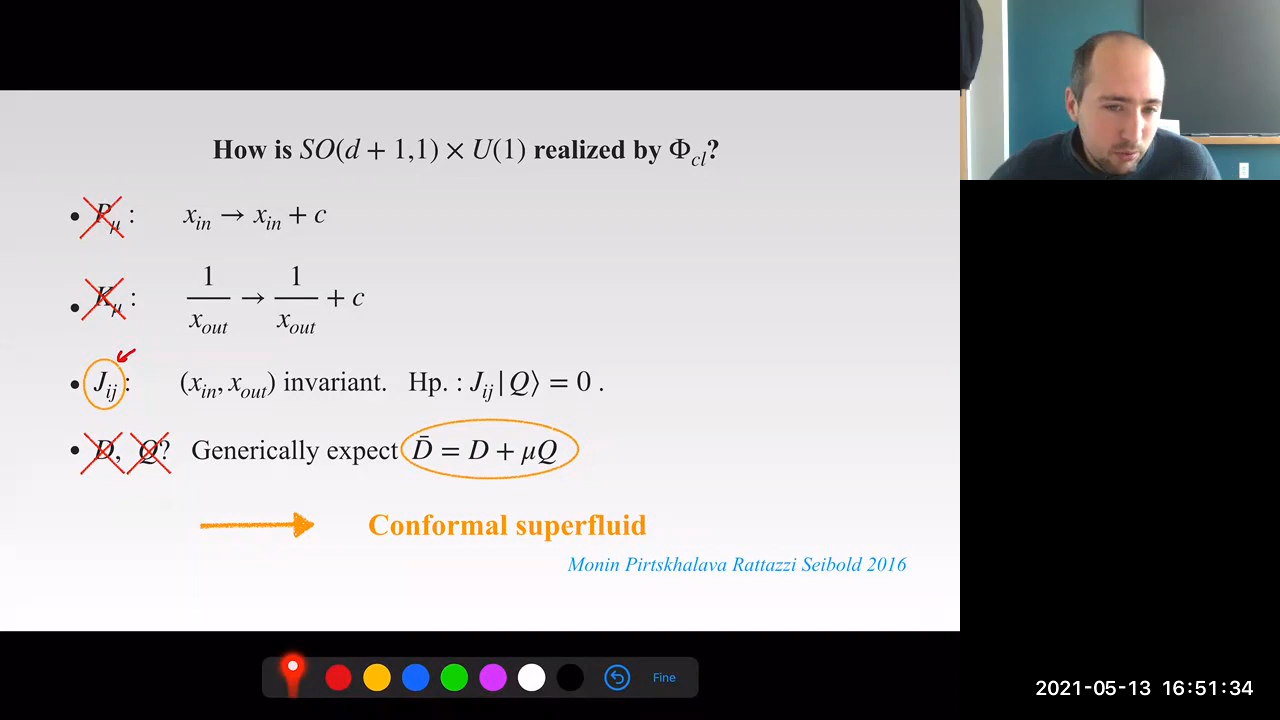 How is SO(d + 1,1) × U(1) realized by Φ_cl?
• P_μ : x_in → x_in + c
• K_μ : 1/x_out → 1/x_out + c
• J_ij : (x_in, x_out) invariant. Hp. : J_ij|Q⟩ = 0 .
• D, Q? Generically expect D̄ = D + μQ
Conformal superfluid
Monin Pirtskhalava Rattazzi Seibold 2016
Fine
2021-05-13 16:51:34